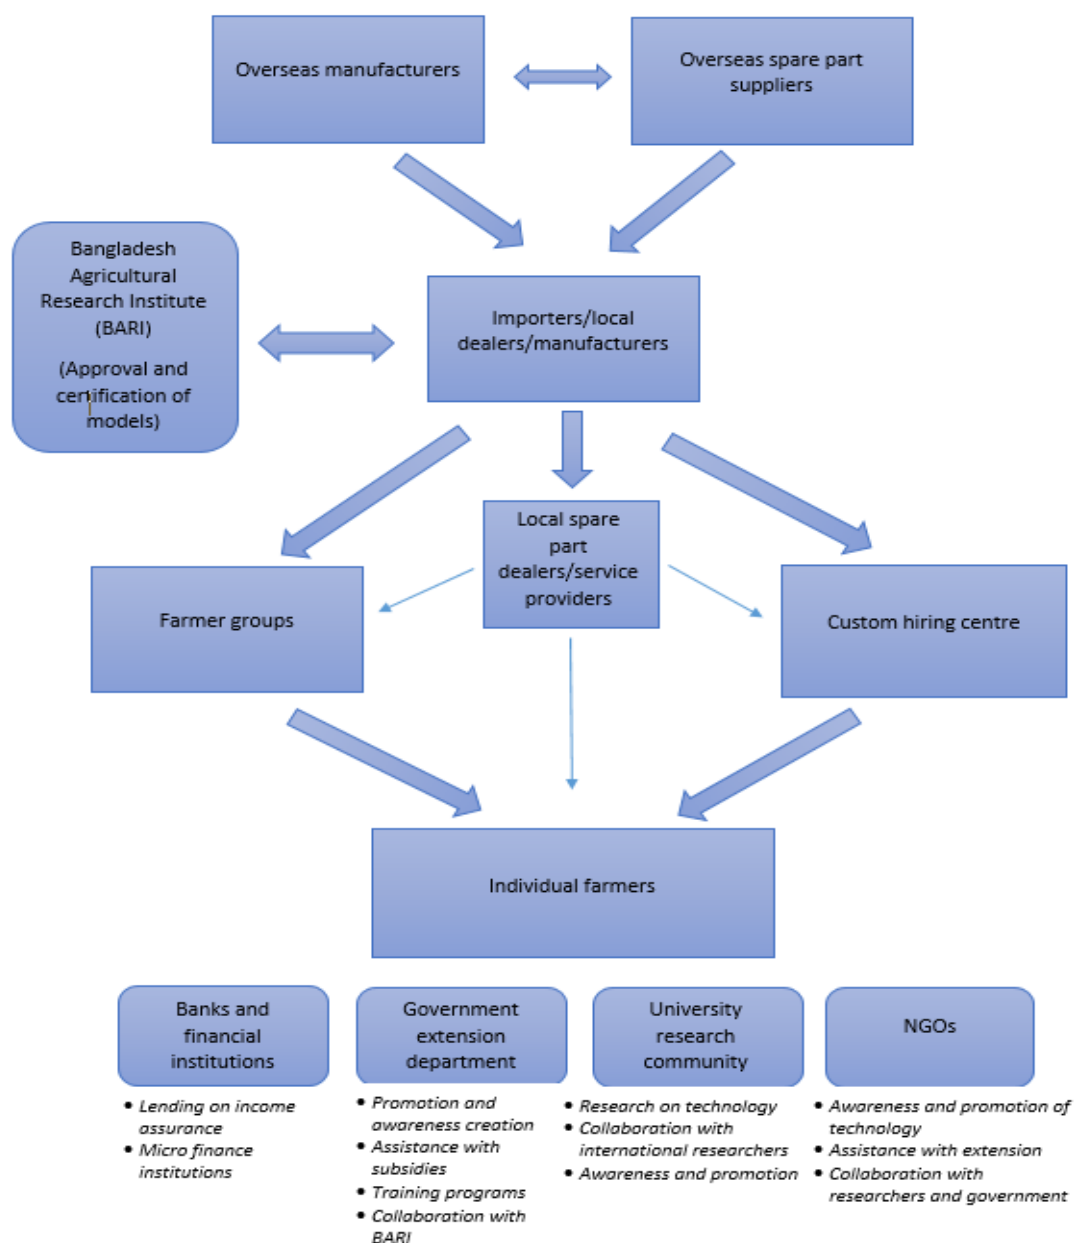 Overseas manufacturers
Overseas spare part
suppliers
Bangladesh
Agricultural
Research Institute
(BARI)
(Approval and
certification of
models)
Importers/local
dealers/manufacturers
Local spare
part
dealers/service
providers
Farmer groups
Custom hiring centre
Individual farmers
Banks and
financial
institutions
• Lending on income
assurance
• Micro finance
institutions
Government
extension
department
• Promotion and
awareness creation
• Assistance with
subsidies
• Training programs
• Collaboration with
BARI
University
research
community
• Research on technology
• Collaboration with
international researchers
• Awareness and promotion
NGOs
• Awareness and promotion of
technology
• Assistance with extension
• Collaboration with
researchers and government